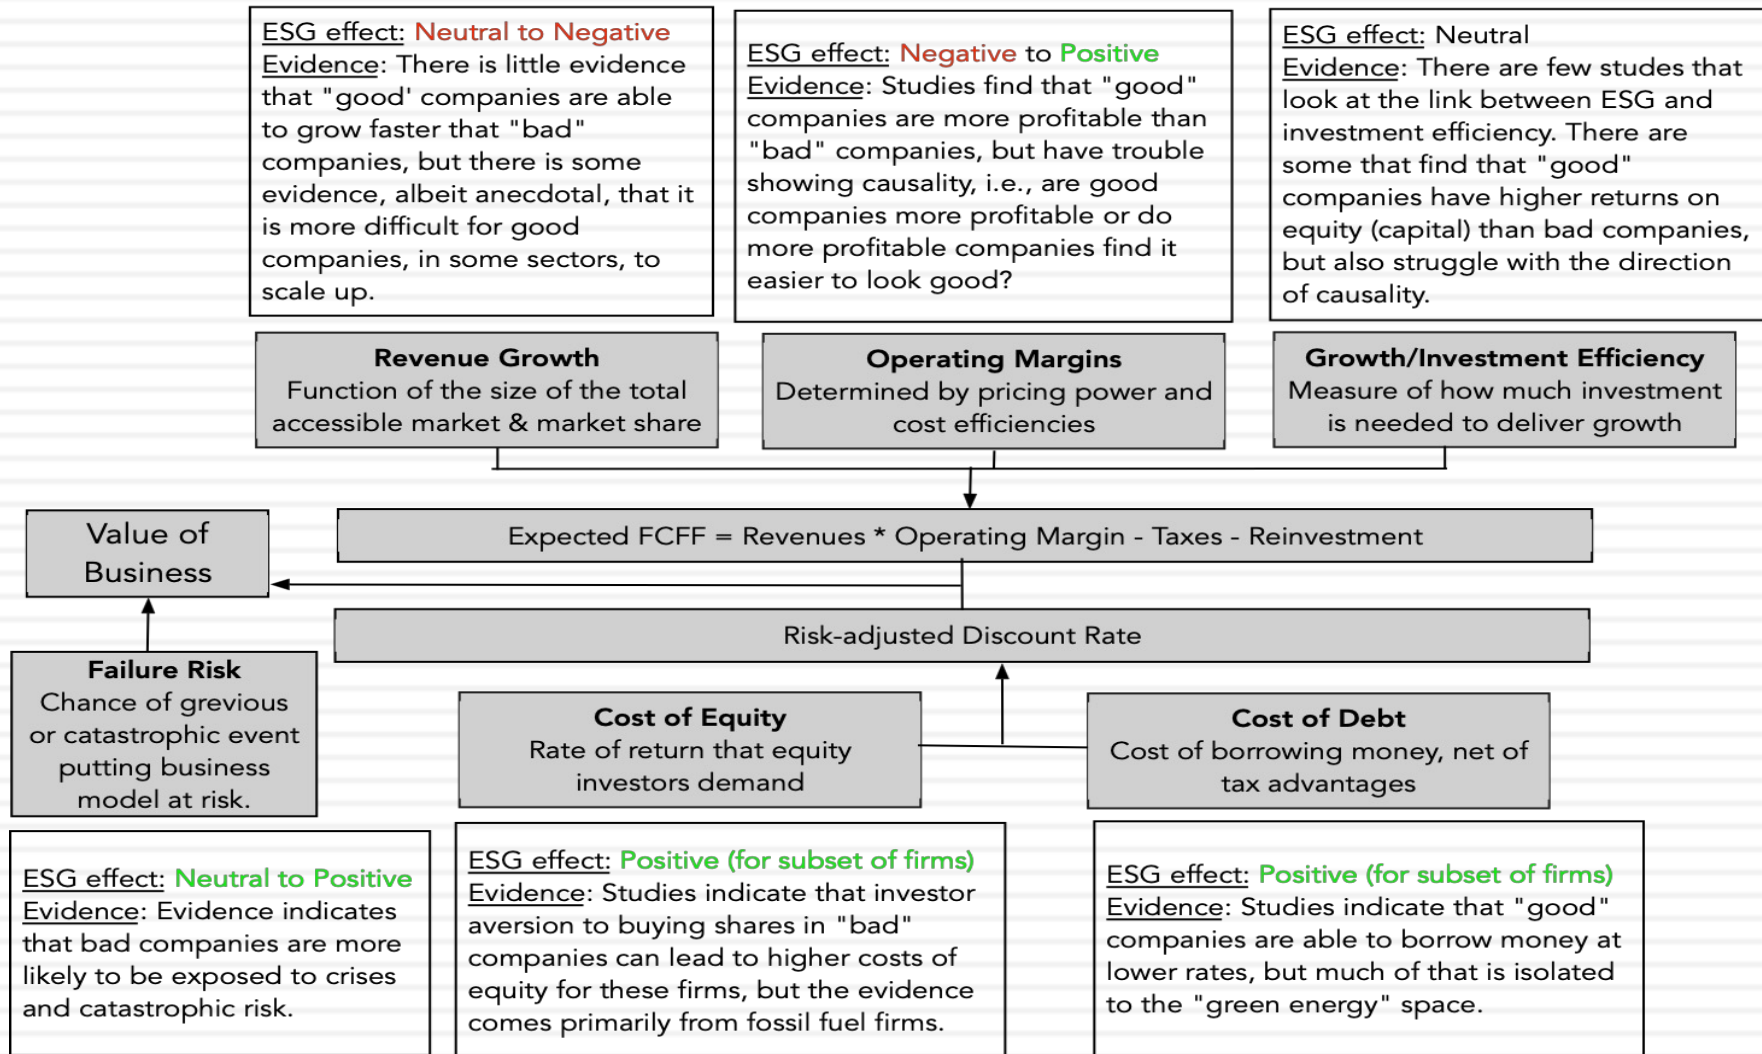 ESG effect: Neutral to Negative
Evidence: There is little evidence
that "good' companies are able
to grow faster that "bad"
companies, but there is some
evidence, albeit anecdotal, that it
is more difficult for good
companies, in some sectors, to
scale up.
ESG effect: Negative to Positive
Evidence: Studies find that "good"
companies are more profitable than
"bad" companies, but have trouble
showing causality, i.e., are good
companies more profitable or do
more profitable companies find it
easier to look good?
ESG effect: Neutral
Evidence: There are few studes that
look at the link between ESG and
investment efficiency. There are
some that find that "good"
companies have higher returns on
equity (capital) than bad companies,
but also struggle with the direction
of causality.
Revenue Growth
Function of the size of the total
accessible market & market share
Operating Margins
Determined by pricing power and
cost efficiencies
Growth/Investment Efficiency
Measure of how much investment
is needed to deliver growth
Value of
Business
Expected FCFF = Revenues * Operating Margin - Taxes - Reinvestment
Risk-adjusted Discount Rate
Failure Risk
Chance of grevious
or catastrophic event
putting business
model at risk.
Cost of Equity
Rate of return that equity
investors demand
Cost of Debt
Cost of borrowing money, net of
tax advantages
ESG effect: Neutral to Positive
Evidence: Evidence indicates
that bad companies are more
likely to be exposed to crises
and catastrophic risk.
ESG effect: Positive (for subset of firms)
Evidence: Studies indicate that investor
aversion to buying shares in "bad"
companies can lead to higher costs of
equity for these firms, but the evidence
comes primarily from fossil fuel firms.
ESG effect: Positive (for subset of firms)
Evidence: Studies indicate that "good"
companies are able to borrow money at
lower rates, but much of that is isolated
to the "green energy" space.